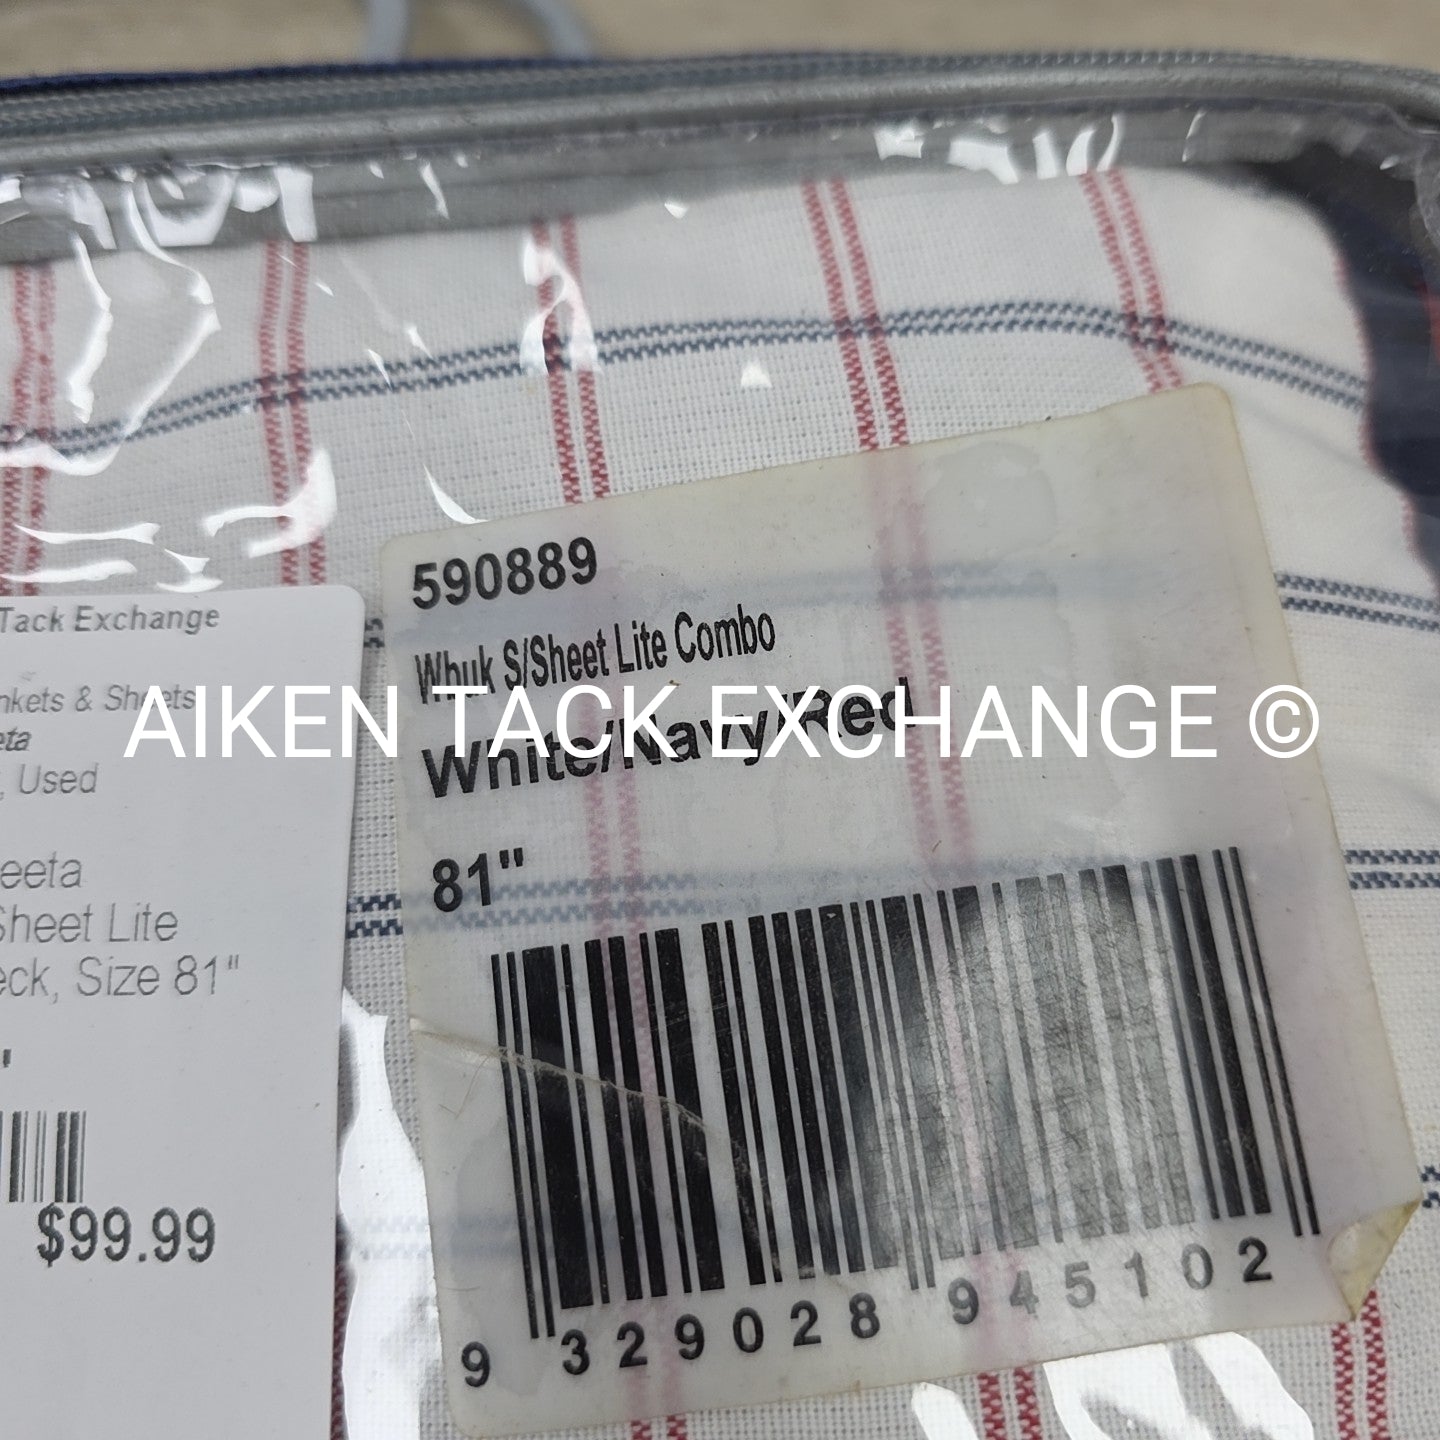 Tack Exchange
nkets & Sheets
eta
, Used
eeta
Sheet Lite
eck, Size 81"
"
$99.99
590889
Whuk S/Sheet Lite Combo
White/Navy/Red
81"
9 329028 945102
AIKEN TACK EXCHANGE ©